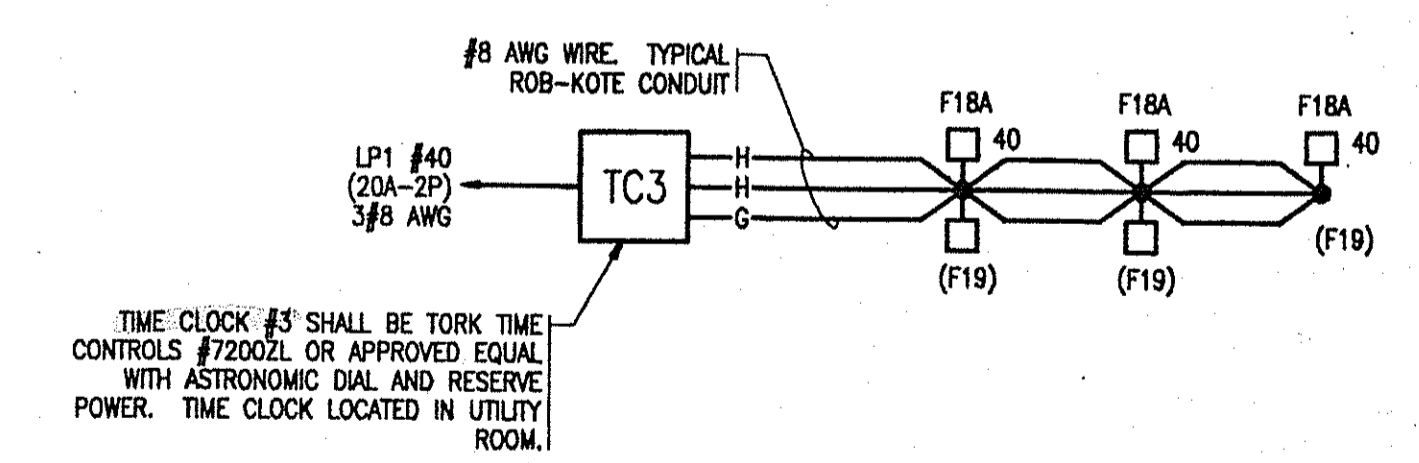 #8 AWG WIRE. TYPICAL
ROB-KOTE CONDUIT
F18A
F18A
F18A
40
40
40
LP1 #40
(20A-2P)
3#8 AWG
TC3
H
H
G
(F19)
(F19)
(F19)
TIME CLOCK #3 SHALL BE TORK TIME
CONTROLS #7200ZL OR APPROVED EQUAL
WITH ASTRONOMIC DIAL AND RESERVE
POWER. TIME CLOCK LOCATED IN UTILITY
ROOM.